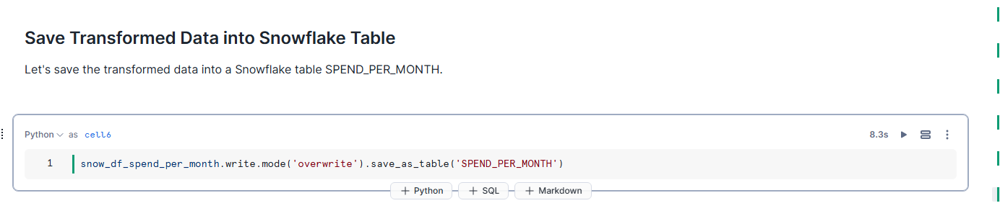 Save Transformed Data into Snowflake Table
Let's save the transformed data into a Snowflake table SPEND_PER_MONTH.
Python as cell6 8.3s
1 snow_df_spend_per_month.write.mode('overwrite').save_as_table('SPEND_PER_MONTH')
+ Python + SQL + Markdown